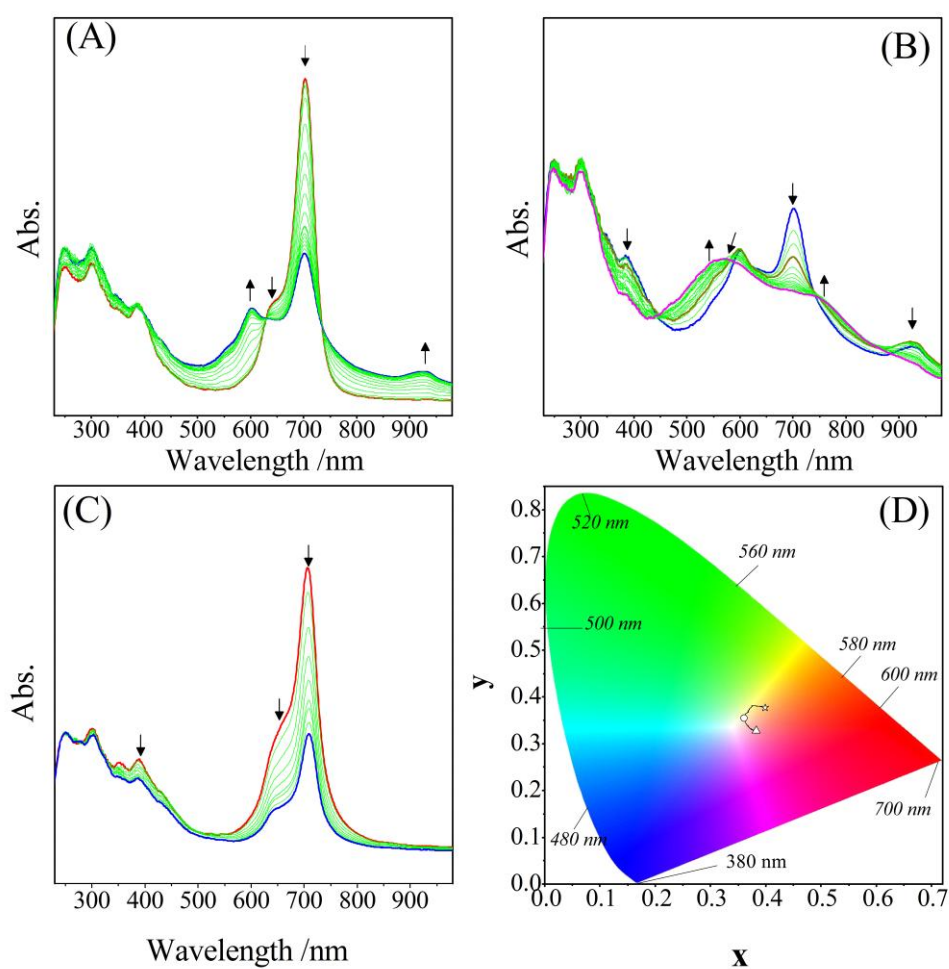 (A)
Abs.
300 400 500 600 700 800 900
Wavelength /nm
(B)
Abs.
300 400 500 600 700 800 900
Wavelength /nm
(C)
Abs.
300 400 500 600 700 800 900
Wavelength /nm
(D)
y
0.8
0.7
0.6
0.5
0.4
0.3
0.2
0.1
0.0
520 nm
560 nm
500 nm
580 nm
600 nm
700 nm
480 nm
380 nm
0.0 0.1 0.2 0.3 0.4 0.5 0.6 0.7
x